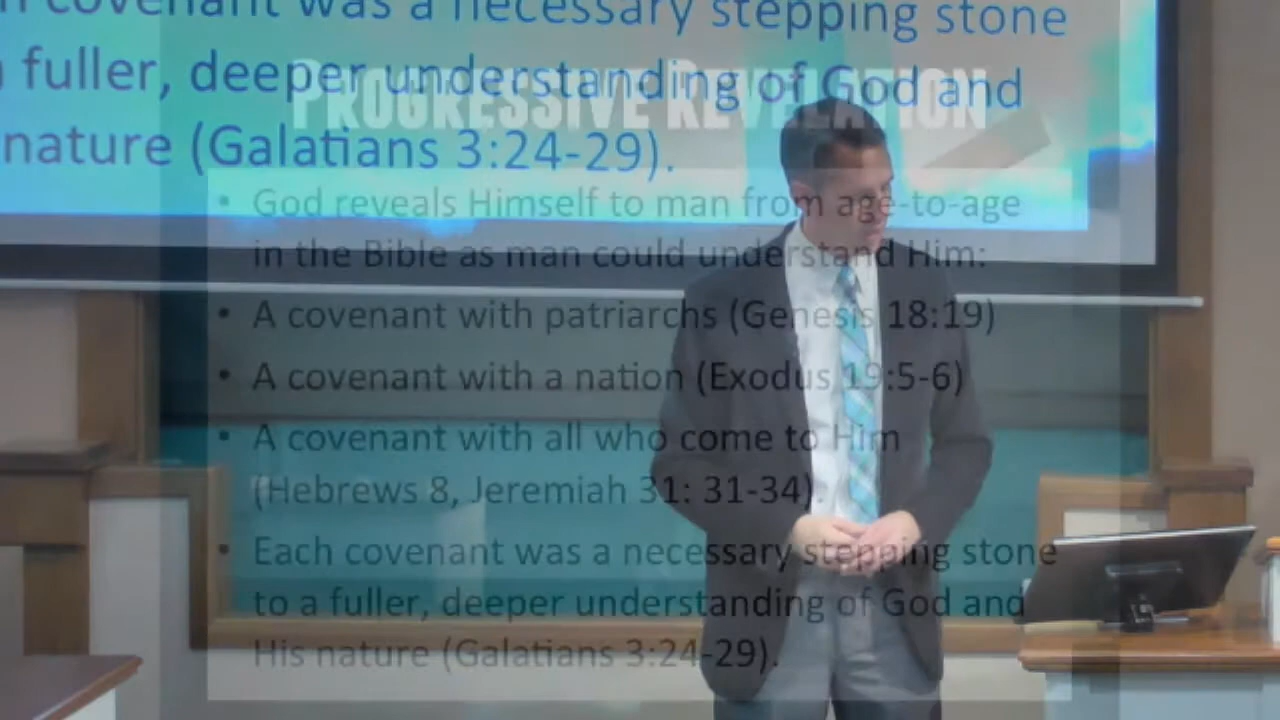 n covenant was a necessary stepping stone
fuller, deeper understanding of God and
nature (Galatians 3:24-29).
PROGRESSIVE REVELATION
• God reveals Himself to man from age-to-age
in the Bible as man could understand Him:
• A covenant with patriarchs (Genesis 18:19)
• A covenant with a nation (Exodus 19:5-6)
• A covenant with all who come to Him
(Hebrews 8, Jeremiah 31: 31-34).
• Each covenant was a necessary stepping stone
to a fuller, deeper understanding of God and
His nature (Galatians 3:24-29).